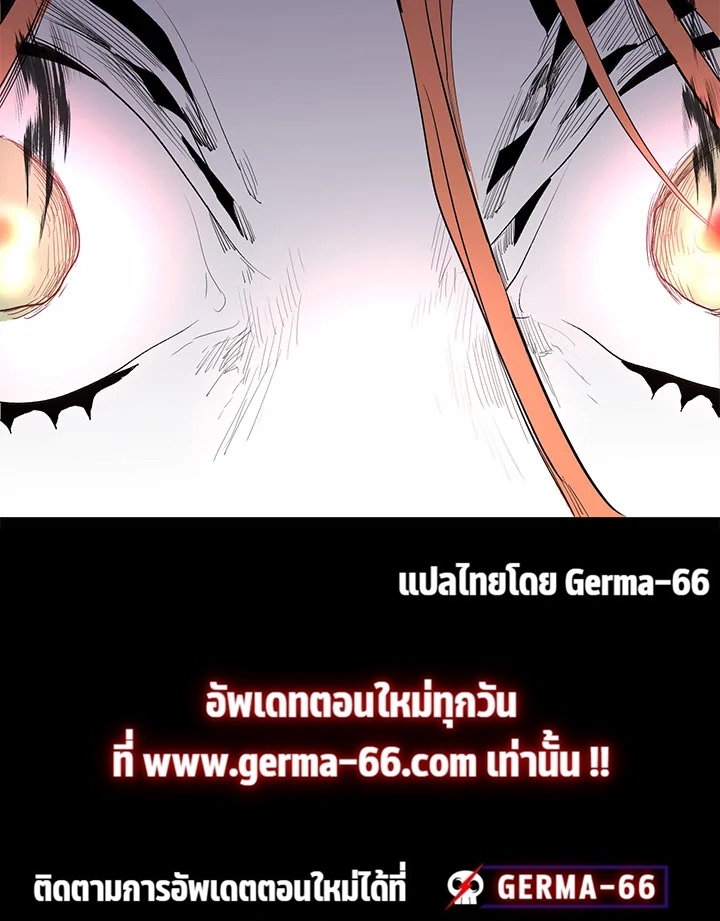 แปลไทยโดย Germa-66
อัพเดทตอนใหม่ทุกวัน
ที่ www.germa-66.com เท่านั้น !!
ติดตามการอัพเดตตอนใหม่ได้ที่ GERMA-66